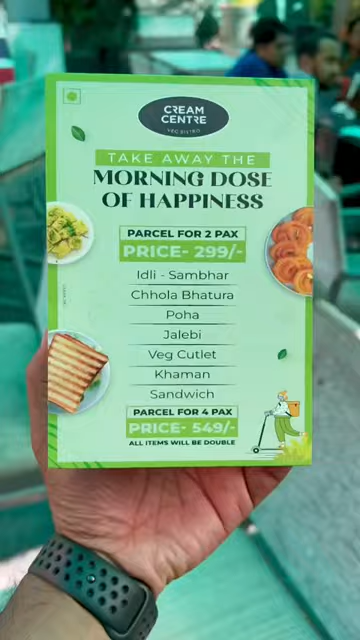 CREAM
CENTRE
VEG BISTRO
TAKE AWAY THE
MORNING DOSE
OF HAPPINESS
PARCEL FOR 2 PAX
PRICE- 299/-
Idli - Sambhar
Chhola Bhatura
Poha
Jalebi
Veg Cutlet
Khaman
Sandwich
PARCEL FOR 4 PAX
PRICE- 549/-
ALL ITEMS WILL BE DOUBLE